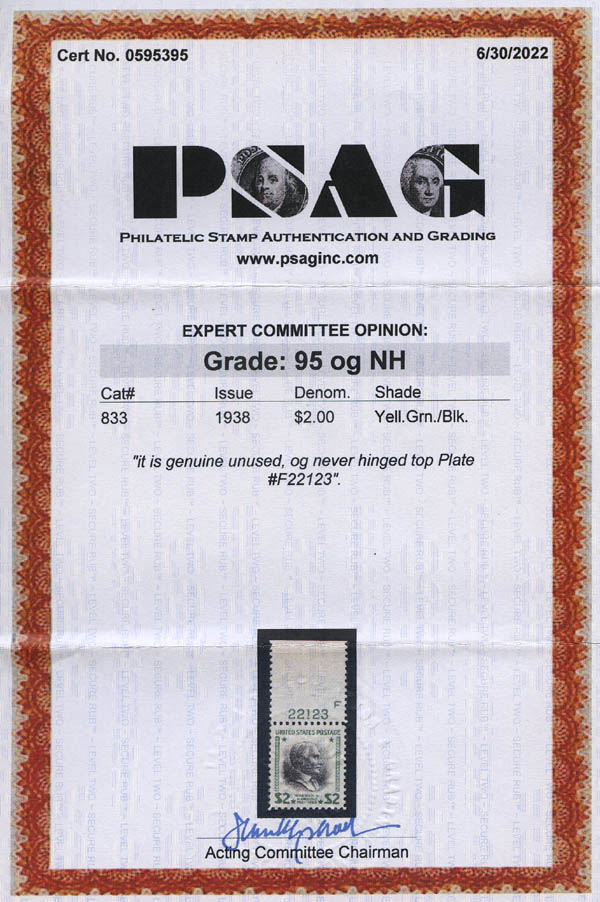 Cert No. 0595395
6/30/2022
PSAG
PHILATELIC STAMP AUTHENTICATION AND GRADING
www.psaginc.com
EXPERT COMMITTEE OPINION:
Grade: 95 og NH
Cat# Issue Denom. Shade
833 1938 $2.00 Yell.Grn./Blk.
"it is genuine unused, og never hinged top Plate
#F22123".
F
22123
UNITED STATES POSTAGE
$2 $2
Acting Committee Chairman